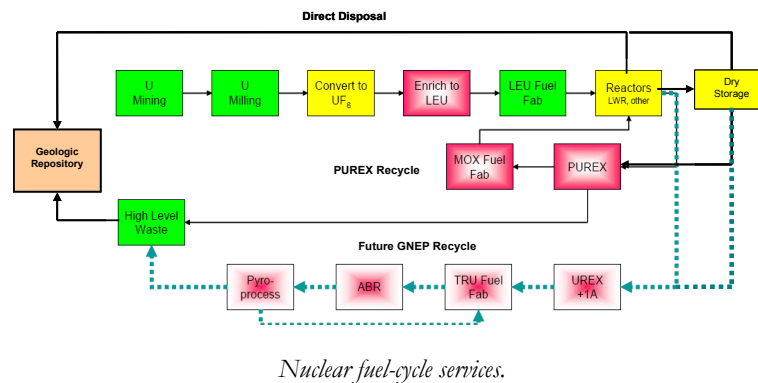 Direct Disposal
U
Mining
U
Milling
Convert to
UF6
Enrich to
LEU
LEU Fuel
Fab
Reactors
LWR, other
Dry
Storage
Geologic
Repository
PUREX Recycle
MOX Fuel
Fab
PUREX
High Level
Waste
Future GNEP Recycle
Pyro-
process
ABR
TRU Fuel
Fab
UREX
+1A
Nuclear fuel-cycle services.